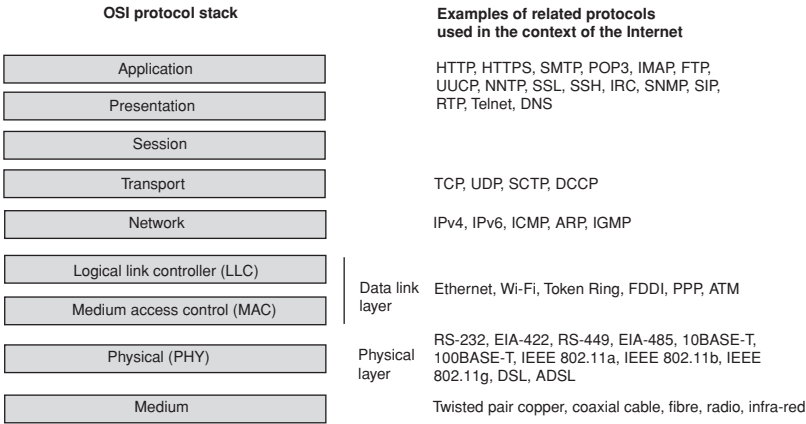 OSI protocol stack
Examples of related protocols
used in the context of the Internet
Application
HTTP, HTTPS, SMTP, POP3, IMAP, FTP,
UUCP, NNTP, SSL, SSH, IRC, SNMP, SIP,
RTP, Telnet, DNS
Presentation
Session
Transport
TCP, UDP, SCTP, DCCP
Network
IPv4, IPv6, ICMP, ARP, IGMP
Logical link controller (LLC)
Medium access control (MAC)
Data link
layer
Ethernet, Wi-Fi, Token Ring, FDDI, PPP, ATM
Physical (PHY)
Physical
layer
RS-232, EIA-422, RS-449, EIA-485, 10BASE-T,
100BASE-T, IEEE 802.11a, IEEE 802.11b, IEEE
802.11g, DSL, ADSL
Medium
Twisted pair copper, coaxial cable, fibre, radio, infra-red